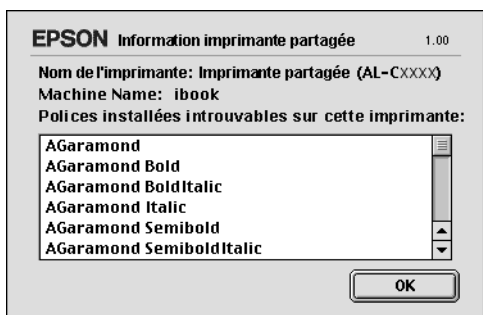 EPSON Information imprimante partagée 1.00
Nom de l'imprimante: Imprimante partagée (AL-CXXXX)
Machine Name: ibook
Polices installées introuvables sur cette imprimante:
AGaramond
AGaramond Bold
AGaramond BoldItalic
AGaramond Italic
AGaramond Semibold
AGaramond SemiboldItalic
OK